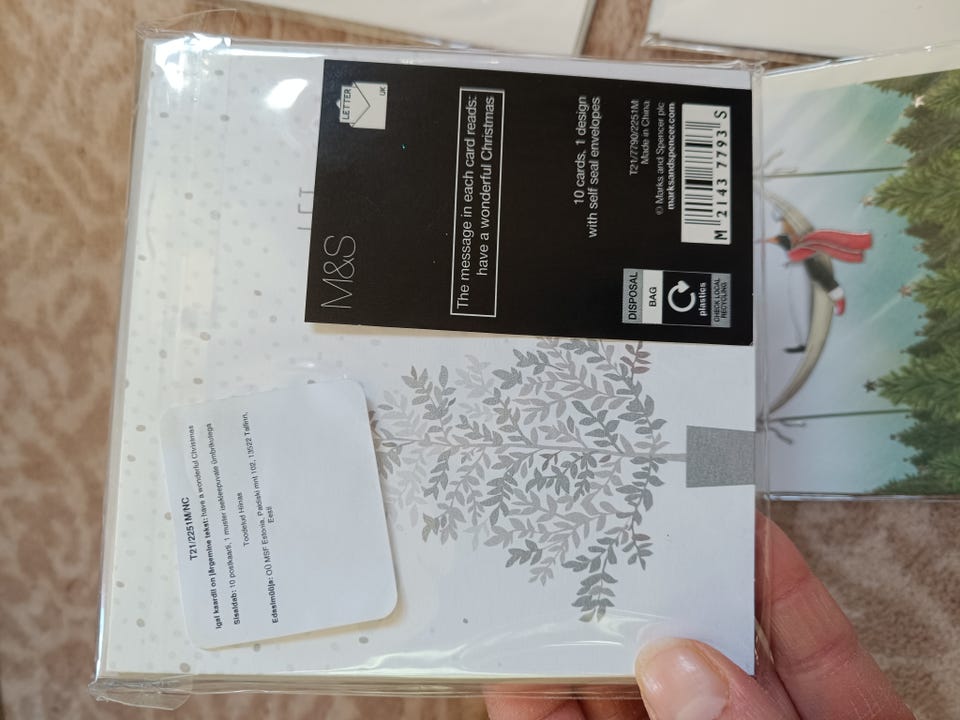 LETTER
UK
M&S
The message in each card reads:
have a wonderful Christmas
10 cards, 1 design
with self seal envelopes
T21/7790/2251M
Made in China
© Marks and Spencer plc
marksandspencer.com
M 2143 7793 S
DISPOSAL
BAG
plastics
CHECK LOCAL
RECYCLING
T21/2251M/NC
Igal kaardil on järgmine tekst: have a wonderful Christmas
Sisaldab: 10 postkaarti, 1 muster isekleepuvate ümbrikutega
Toodetud Hiinas
Edasimüüja: OÜ MSF Estonia, Paldiski mnt 102, 13522 Tallinn,
Eesti